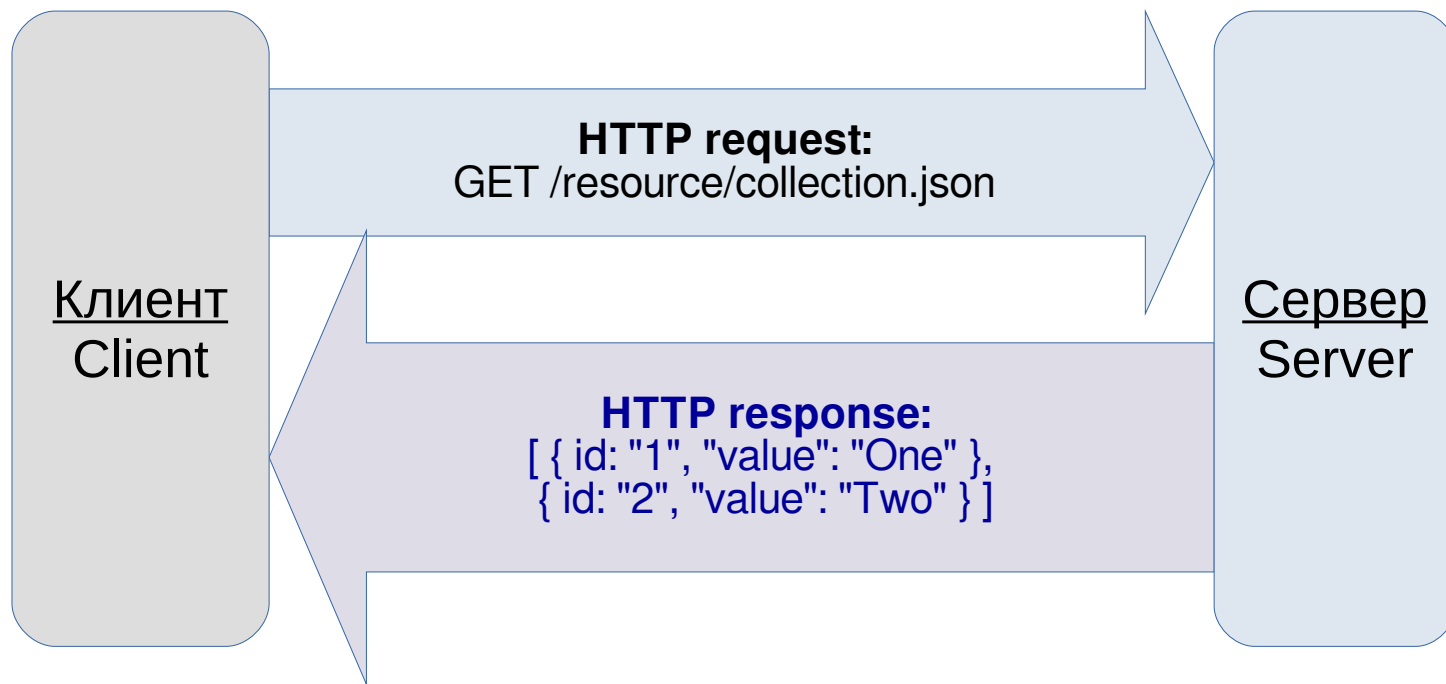 Клиент
Client
HTTP request:
GET /resource/collection.json
HTTP response:
[ { id: "1", "value": "One" },
{ id: "2", "value": "Two" } ]
Сервер
Server